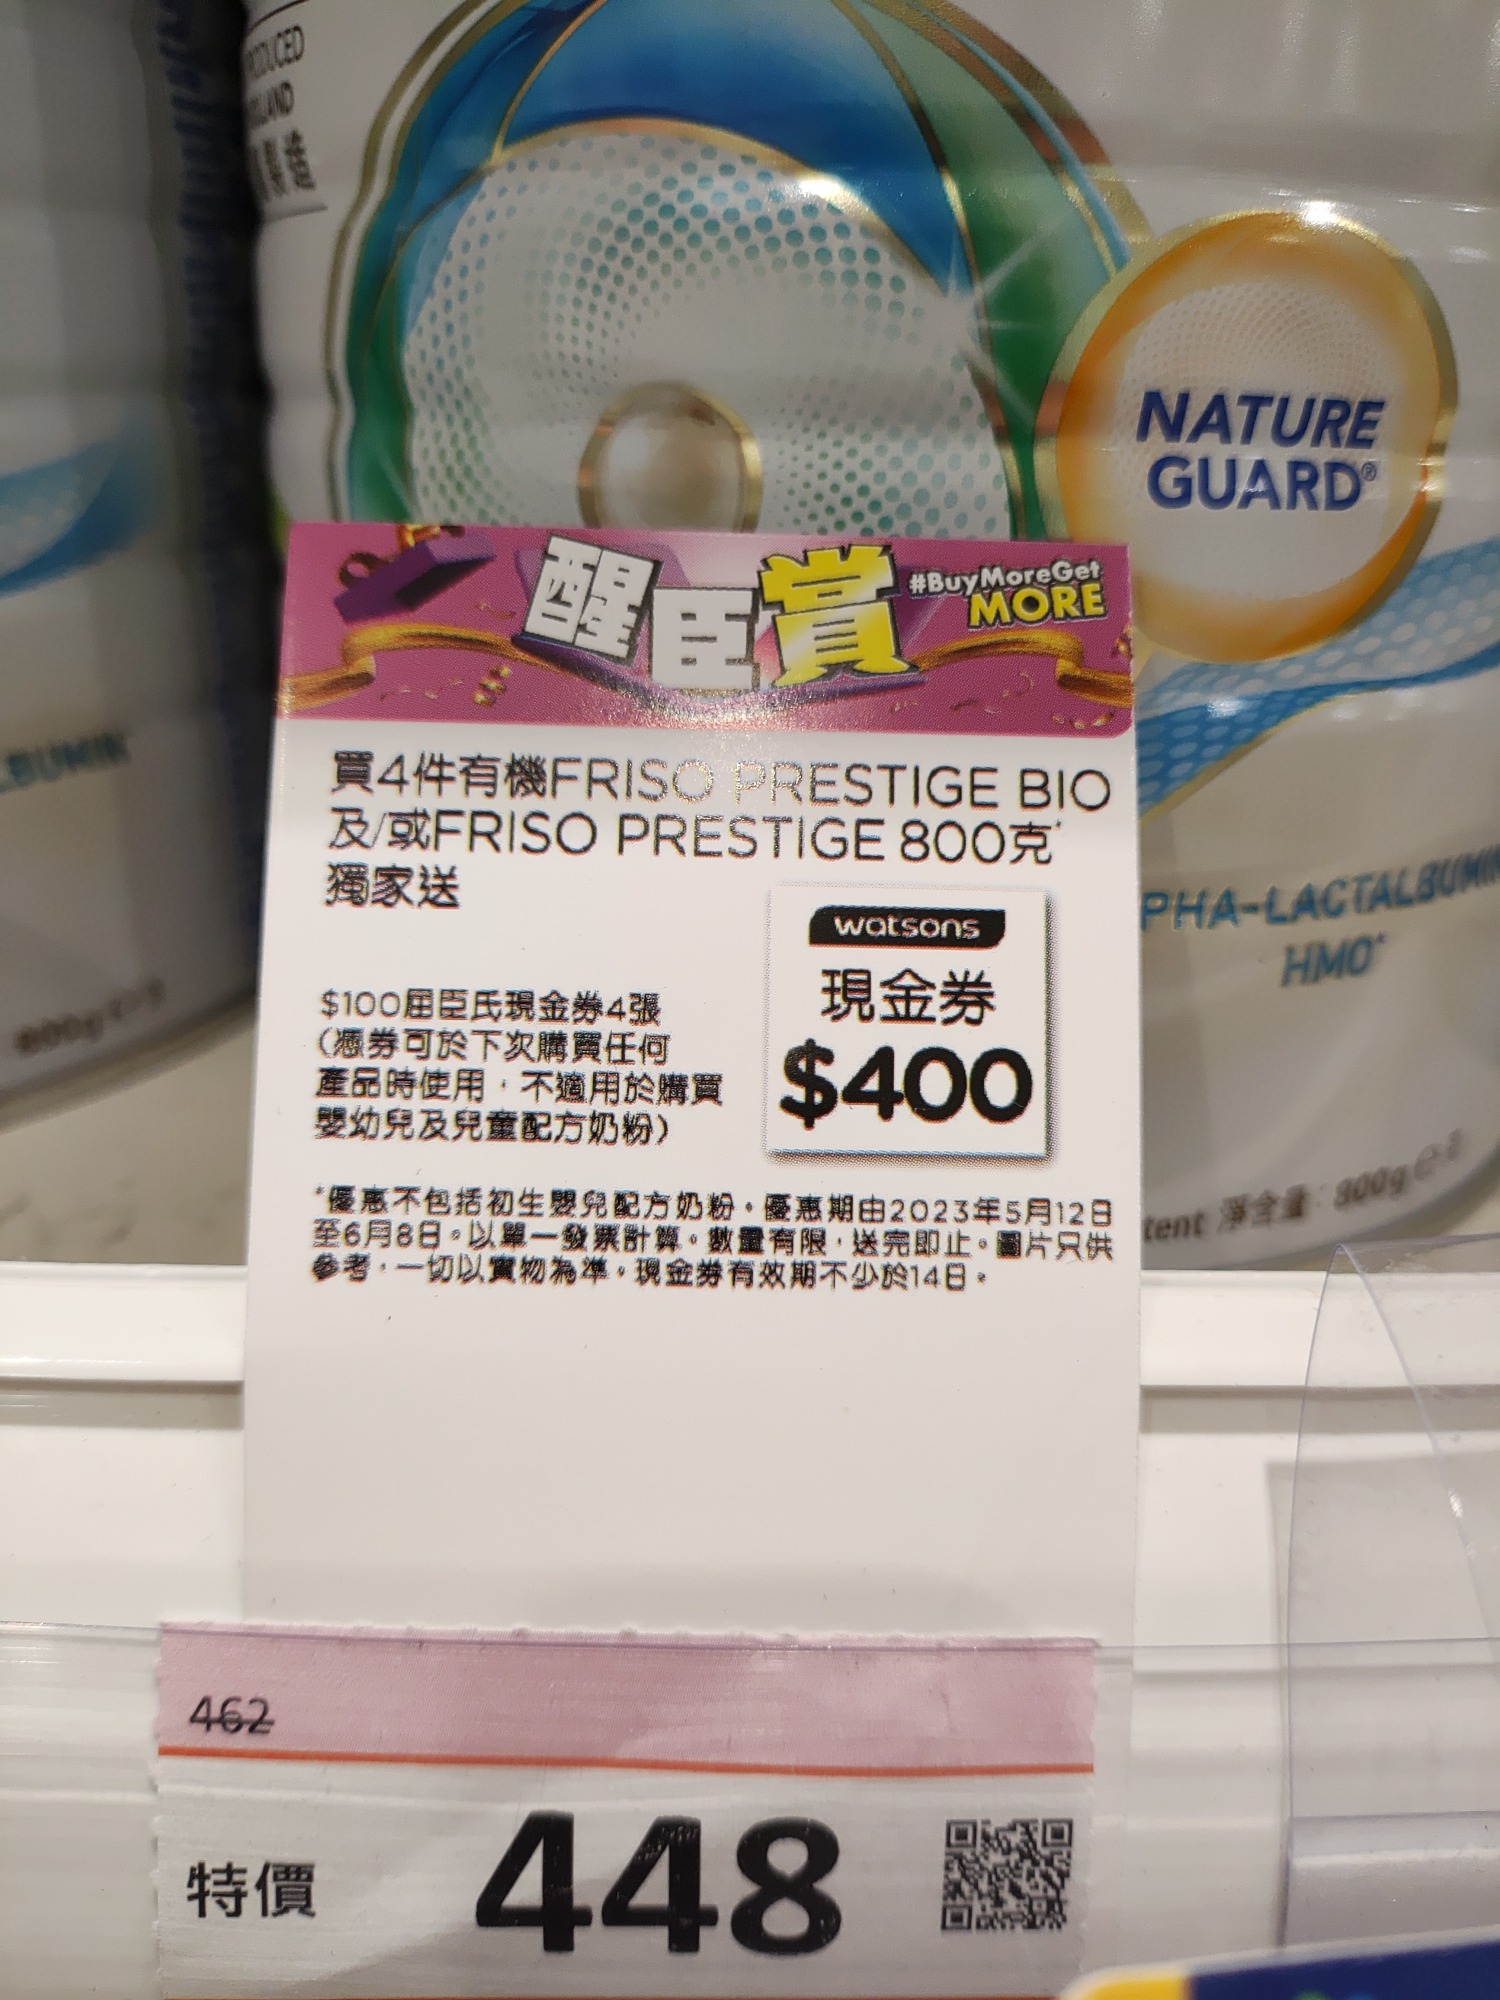 NATURE
GUARD®
醒臣賞
#BuyMoreGet
MORE
買4件有機FRISO PRESTIGE BIO
及/或FRISO PRESTIGE 800克*
獨家送
watsons
現金券
$400
$100屈臣氏現金券4張
(憑券可於下次購買任何
產品時使用，不適用於購買
嬰幼兒及兒童配方奶粉)
*優惠不包括初生嬰兒配方奶粉。優惠期由2023年5月12日
至6月8日。以單一發票計算。數量有限，送完即止。圖片只供
參考，一切以實物為準。現金券有效期不少於14日。
PHA-LACTALBUMIN
HMO*
tent 淨含量: 800g
LBUMIN
800g
462
特價
448